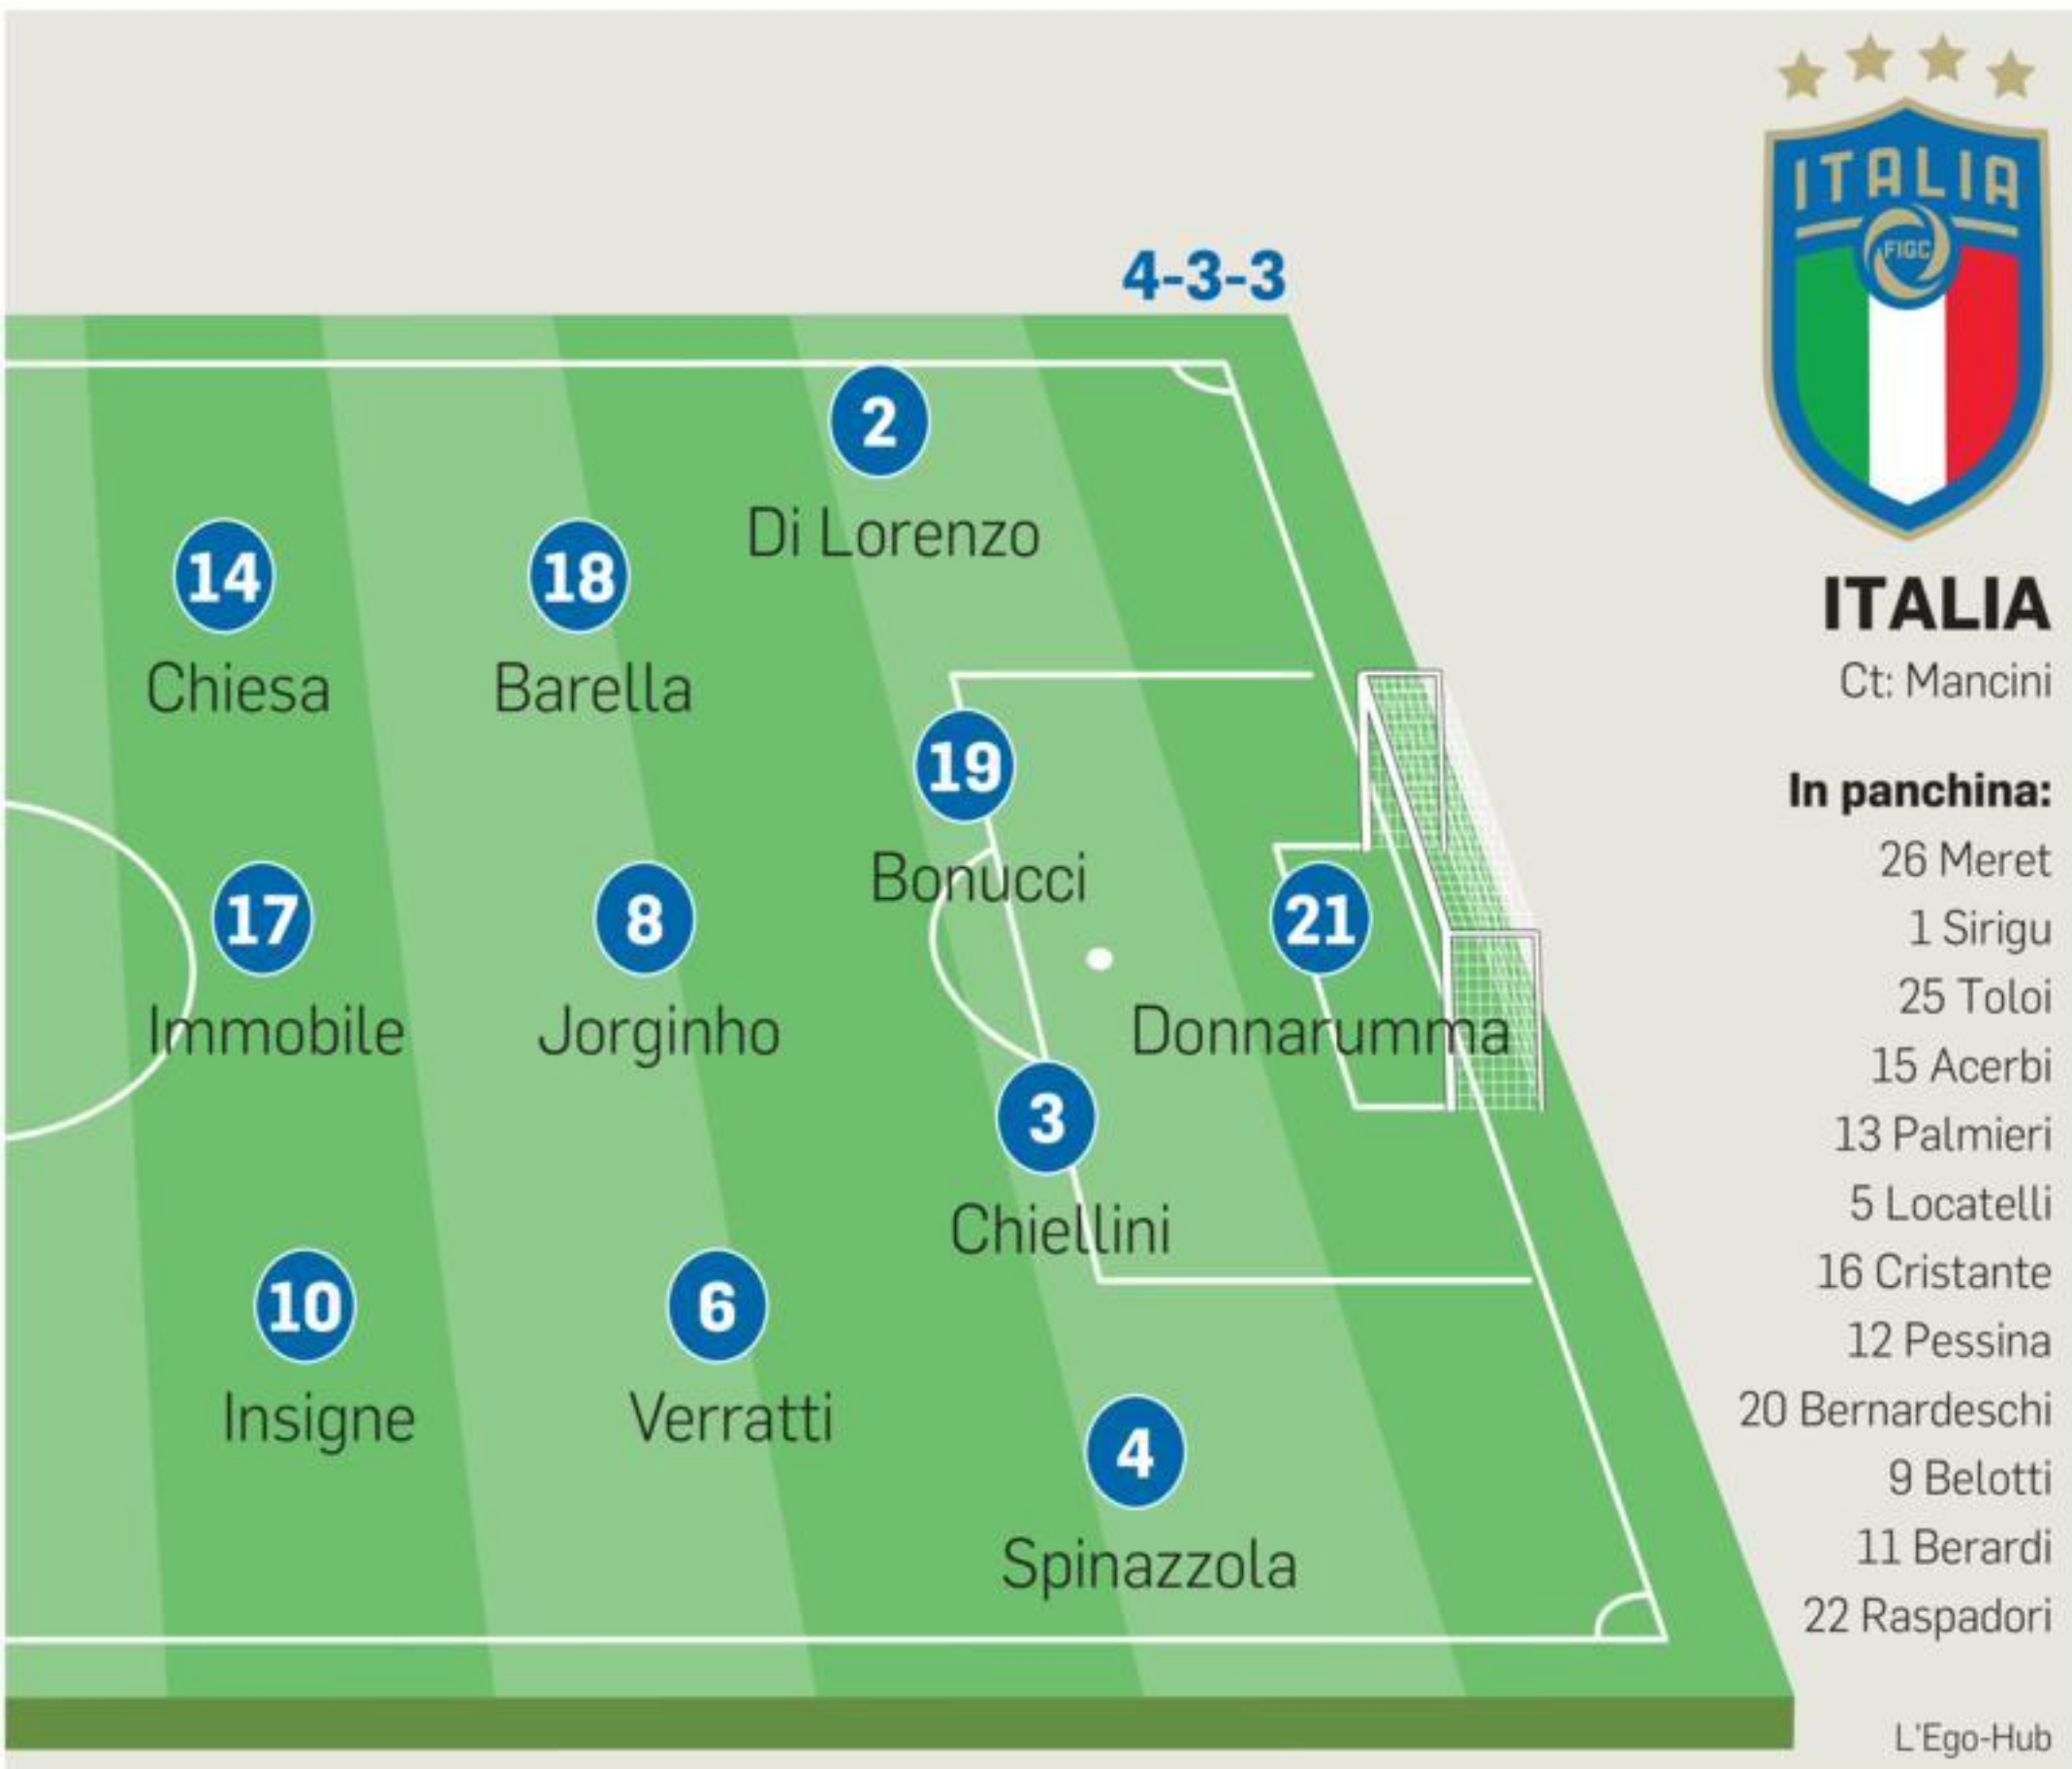 4-3-3
2
Di Lorenzo
14
Chiesa
18
Barella
19
Bonucci
17
Immobile
8
Jorginho
21
Donnarumma
3
Chiellini
10
Insigne
6
Verratti
4
Spinazzola
ITALIA
FIGC
ITALIA
Ct: Mancini
In panchina:
26 Meret
1 Sirigu
25 Toloi
15 Acerbi
13 Palmieri
5 Locatelli
16 Cristante
12 Pessina
20 Bernardeschi
9 Belotti
11 Berardi
22 Raspadori
L'Ego-Hub